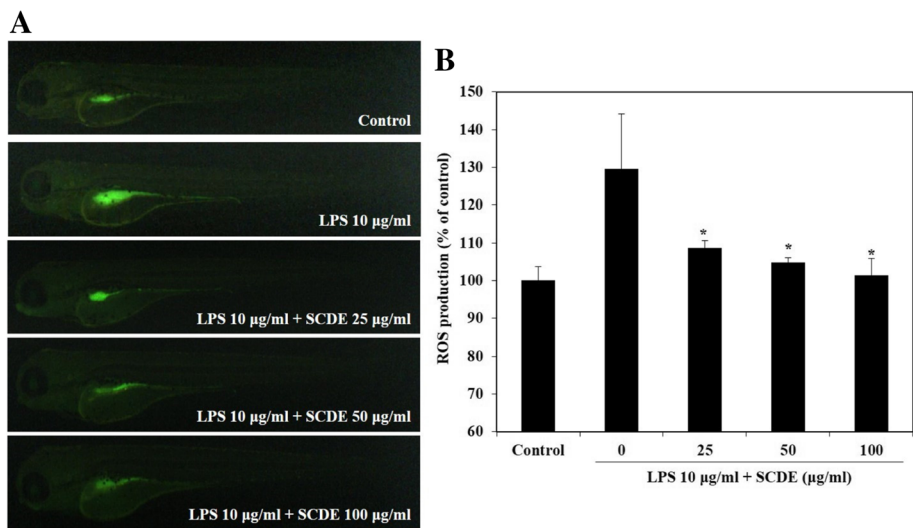 A
Control
LPS 10 μg/ml
LPS 10 μg/ml + SCDE 25 μg/ml
LPS 10 μg/ml + SCDE 50 μg/ml
LPS 10 μg/ml + SCDE 100 μg/ml
B
ROS production (% of control)
150
140
130
120
110
100
90
80
70
60
*
*
*
Control
0
25
50
100
LPS 10 μg/ml + SCDE (μg/ml)